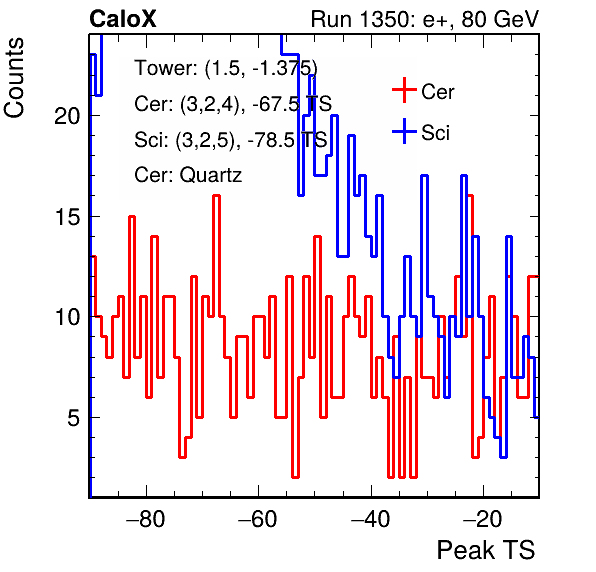 CaloX
Run 1350: e+, 80 GeV
Counts
Tower: (1.5, -1.375)
Cer: (3,2,4), -67.5 TS
Sci: (3,2,5), -78.5 TS
Cer: Quartz
Cer
Sci
20
15
10
5
−80
−60
−40
−20
Peak TS